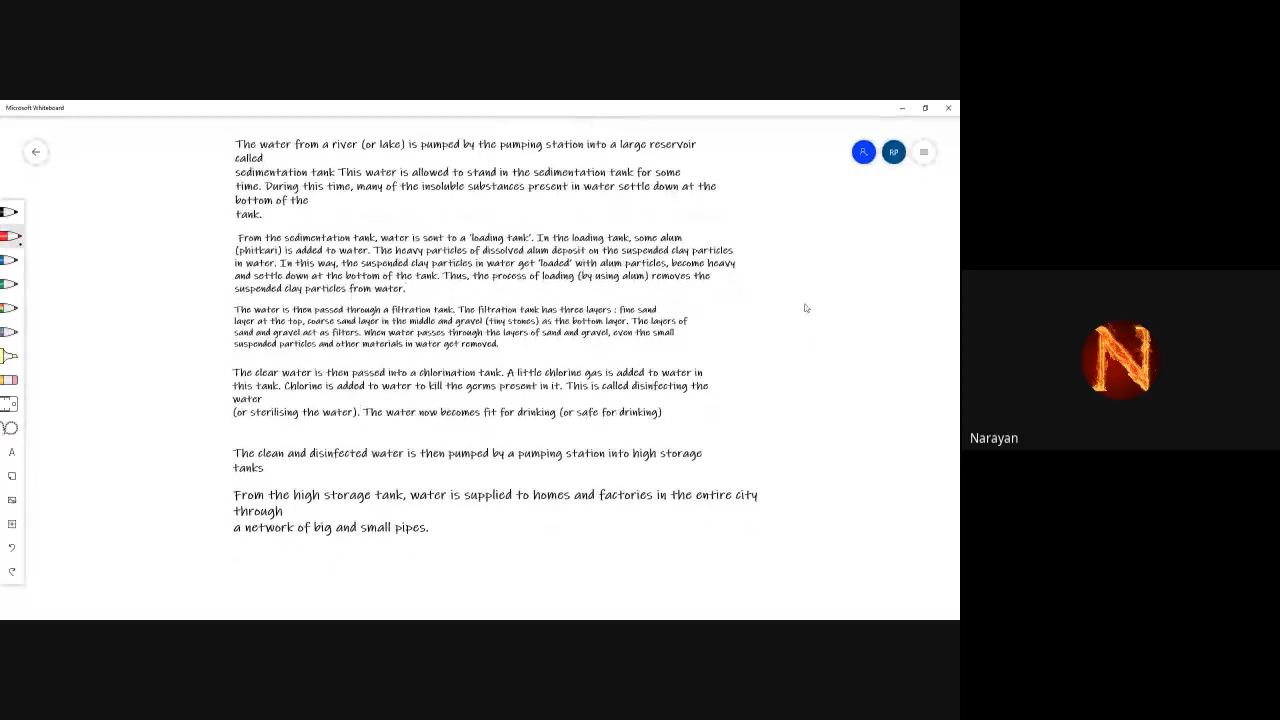 Microsoft Whiteboard
The water from a river (or lake) is pumped by the pumping station into a large reservoir
called
sedimentation tank This water is allowed to stand in the sedimentation tank for some
time. During this time, many of the insoluble substances present in water settle down at the
bottom of the
tank.
From the sedimentation tank, water is sent to a 'loading tank'. In the loading tank, some alum
(phitkari) is added to water. The heavy particles of dissolved alum deposit on the suspended clay particles
in water. In this way, the suspended clay particles in water get 'loaded' with alum particles, become heavy
and settle down at the bottom of the tank. Thus, the process of loading (by using alum) removes the
suspended clay particles from water.
The water is then passed through a filtration tank. The filtration tank has three layers : fine sand
layer at the top, coarse sand layer in the middle and gravel (tiny stones) as the bottom layer. The layers of
sand and gravel act as filters. When water passes through the layers of sand and gravel, even the small
suspended particles and other materials in water get removed.
The clear water is then passed into a chlorination tank. A little chlorine gas is added to water in
this tank. Chlorine is added to water to kill the germs present in it. This is called disinfecting the
water
(or sterilising the water). The water now becomes fit for drinking (or safe for drinking)
The clean and disinfected water is then pumped by a pumping station into high storage
tanks
From the high storage tank, water is supplied to homes and factories in the entire city
through
a network of big and small pipes.
RP
A
N
Narayan